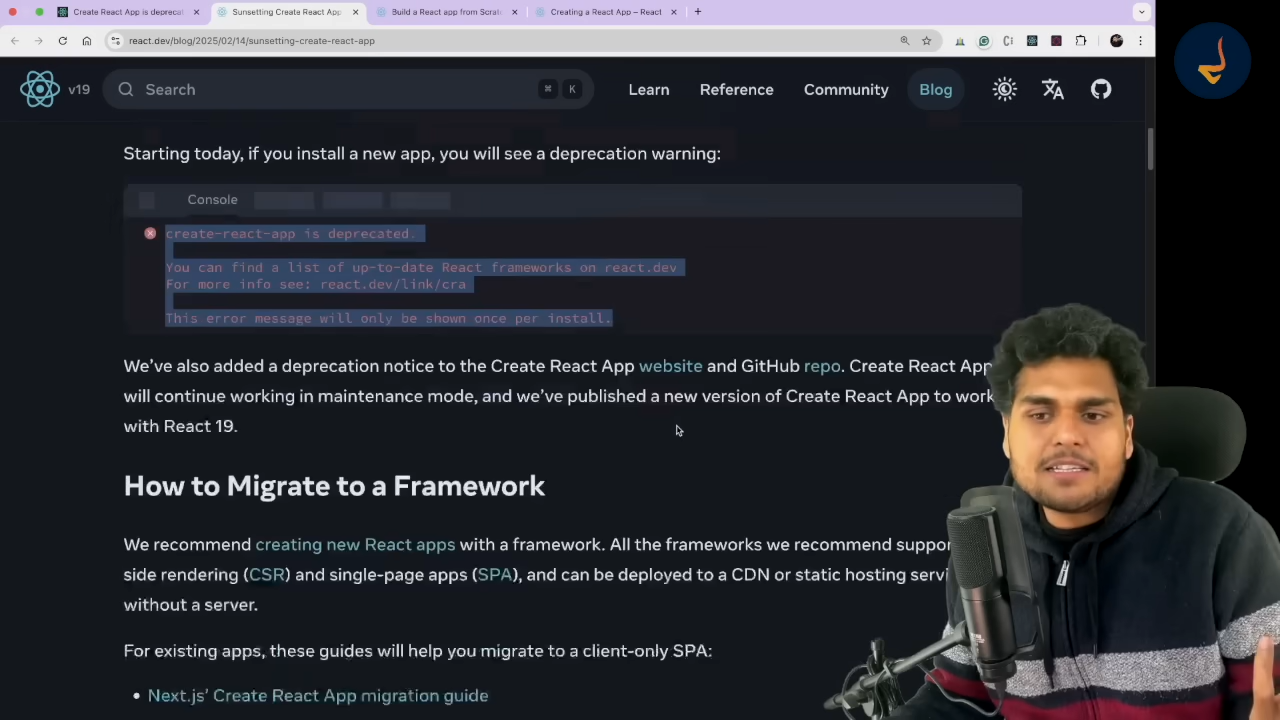 Create React App is deprecat
Sunsetting Create React App
Build a React app from Scrat
Creating a React App – React
react.dev/blog/2025/02/14/sunsetting-create-react-app
v19
Search
⌘ K
Learn
Reference
Community
Blog
Starting today, if you install a new app, you will see a deprecation warning:
Console
create-react-app is deprecated.
You can find a list of up-to-date React frameworks on react.dev
For more info see: react.dev/link/cra
This error message will only be shown once per install.
We've also added a deprecation notice to the Create React App website and GitHub repo. Create React App
will continue working in maintenance mode, and we've published a new version of Create React App to work
with React 19.
How to Migrate to a Framework
We recommend creating new React apps with a framework. All the frameworks we recommend suppor
side rendering (CSR) and single-page apps (SPA), and can be deployed to a CDN or static hosting servi
without a server.
For existing apps, these guides will help you migrate to a client-only SPA:
• Next.js' Create React App migration guide